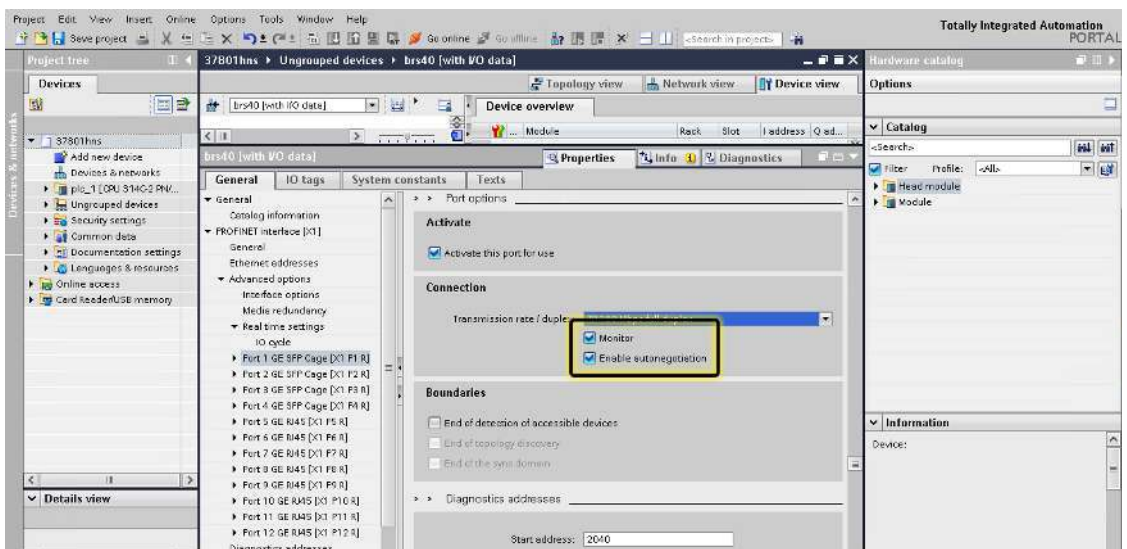 Project Edit View Insert Online Options Tools Window Help
Totally Integrated Automation
PORTAL
Save project
Go online
Go offline
<Search in project>
Project tree
37801hns Ungrouped devices brs40 [with I/O data]
Hardware catalog
Devices
Topology view
Network view
Device view
Options
brs40 [with I/O data]
Device overview
... Module Rack Slot I address Q ad...
Catalog
<Search>
Filter Profile: <All>
Head module
Module
37801hns
Add new device
Devices & networks
plc_1 [CPU 314C-2 PN/...
Ungrouped devices
Security settings
Common data
Documentation settings
Languages & resources
Online access
Card Reader/USB memory
Details view
Devices & networks
brs40 [with I/O data]
Properties
Info
Diagnostics
General
IO tags
System constants
Texts
General
Catalog information
PROFINET interface [X1]
General
Ethernet addresses
Advanced options
Interface options
Media redundancy
Real time settings
IO cycle
Port 1 GE SFP Cage [X1 P1 R]
Port 2 GE SFP Cage [X1 P2 R]
Port 3 GE SFP Cage [X1 P3 R]
Port 4 GE SFP Cage [X1 P4 R]
Port 5 GE RJ45 [X1 P5 R]
Port 6 GE RJ45 [X1 P6 R]
Port 7 GE RJ45 [X1 P7 R]
Port 8 GE RJ45 [X1 P8 R]
Port 9 GE RJ45 [X1 P9 R]
Port 10 GE RJ45 [X1 P10 R]
Port 11 GE RJ45 [X1 P11 R]
Port 12 GE RJ45 [X1 P12 R]
Diagnostics addresses
> > Port options
Activate
Activate this port for use
Connection
Transmission rate / duplex:
Monitor
Enable autonegotiation
Boundaries
End of detection of accessible devices
End of topology discovery
End of the sync domain
> > Diagnostics addresses
Start address: 2040
Information
Device: